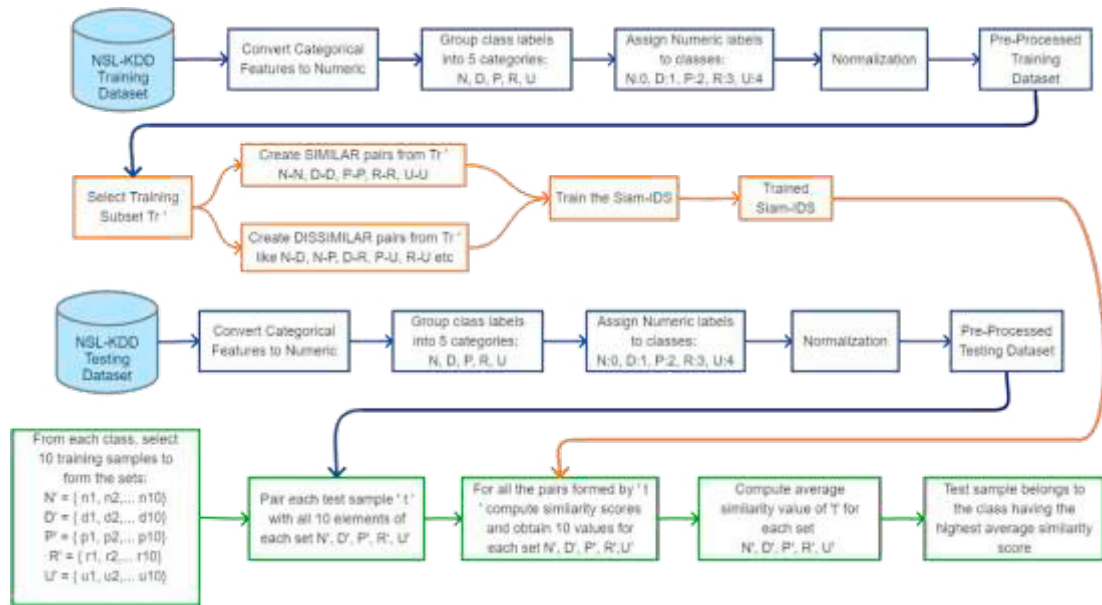 NSL-KDD
Training
Dataset
Convert Categorical
Features to Numeric
Group class labels
into 5 categories:
N, D, P, R, U
Assign Numeric labels
to classes:
N:0, D:1, P:2, R:3, U:4
Normalization
Pre-Processed
Training
Dataset
Select Training
Subset Tr '
Create SIMILAR pairs from Tr '
N-N, D-D, P-P, R-R, U-U
Create DISSIMILAR pairs from Tr '
like N-D, N-P, D-R, P-U, R-U etc
Train the Siam-IDS
Trained
Siam-IDS
NSL-KDD
Testing
Dataset
Convert Categorical
Features to Numeric
Group class labels
into 5 categories:
N, D, P, R, U
Assign Numeric labels
to classes:
N:0, D:1, P:2, R:3, U:4
Normalization
Pre-Processed
Testing Dataset
From each class, select
10 training samples to
form the sets:
N' = { n1, n2,... n10}
D' = { d1, d2,... d10}
P' = { p1, p2,... p10}
R' = { r1, r2,... r10}
U' = { u1, u2,... u10}
Pair each test sample ' t '
with all 10 elements of
each set N', D', P', R', U'
For all the pairs formed by ' t
' compute similarity scores
and obtain 10 values for
each set N', D', P', R',U'
Compute average
similarity value of 't' for
each set
N', D', P', R', U'
Test sample belongs to
the class having the
highest average similarity
score